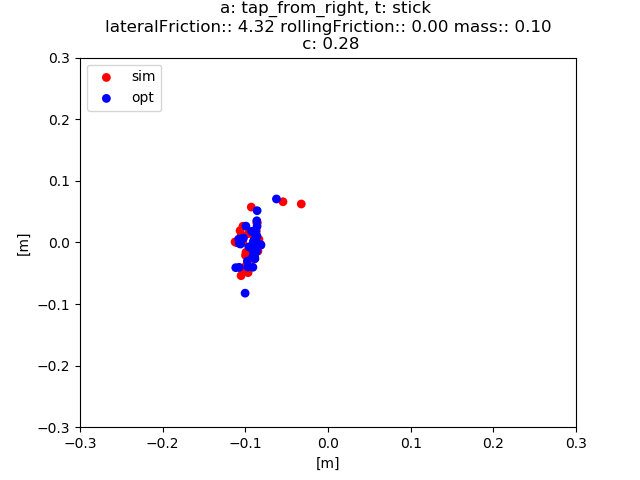 a: tap_from_right, t: stick
lateralFriction:: 4.32 rollingFriction:: 0.00 mass:: 0.10
c: 0.28
sim
opt
0.3
0.2
0.1
0.0
−0.1
−0.2
−0.3
[m]
−0.3 −0.2 −0.1 0.0 0.1 0.2 0.3
[m]